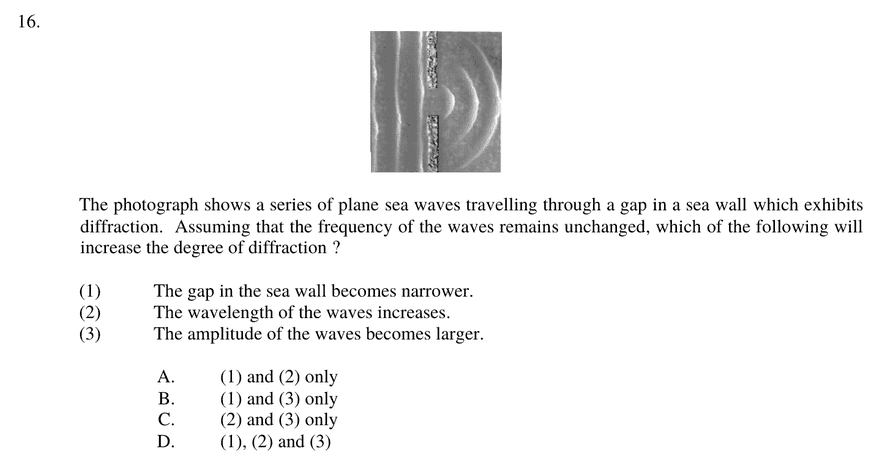 16.
The photograph shows a series of plane sea waves travelling through a gap in a sea wall which exhibits
diffraction. Assuming that the frequency of the waves remains unchanged, which of the following will
increase the degree of diffraction ?
(1) The gap in the sea wall becomes narrower.
(2) The wavelength of the waves increases.
(3) The amplitude of the waves becomes larger.
A. (1) and (2) only
B. (1) and (3) only
C. (2) and (3) only
D. (1), (2) and (3)